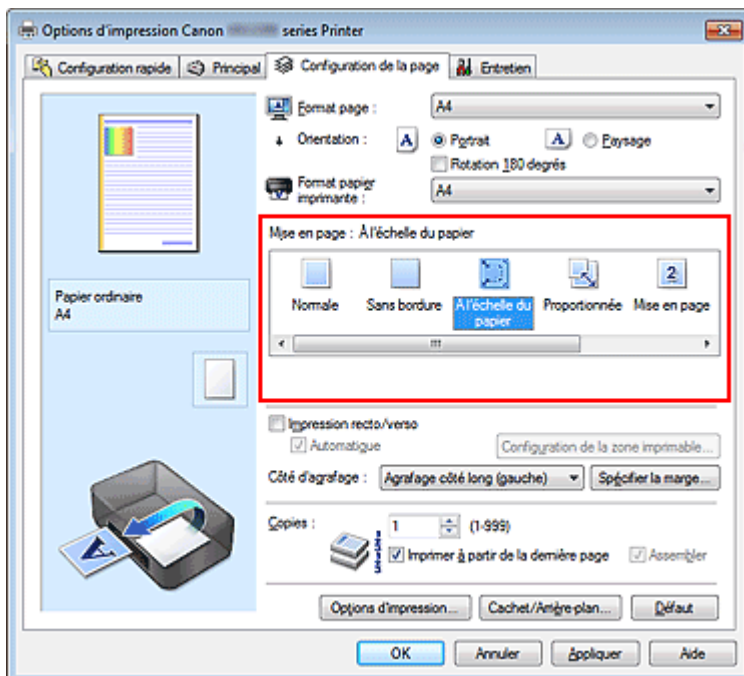 Options d'impression Canon series Printer
Configuration rapide Principal Configuration de la page Entretien
Format page : A4
Orientation : A Portrait A Paysage
Rotation 180 degrés
Format papier imprimante : A4
Mise en page : À l'échelle du papier
Normale Sans bordure À l'échelle du papier Proportionnée 2 Mise en page
Papier ordinaire
A4
Impression recto/verso
Automatique Configuration de la zone imprimable...
Côté d'agrafage : Agrafage côté long (gauche) Spécifier la marge...
Copies : 1 (1-999)
Imprimer à partir de la dernière page Assembler
Options d'impression... Cachet/Arrière-plan... Défaut
OK Annuler Appliquer Aide